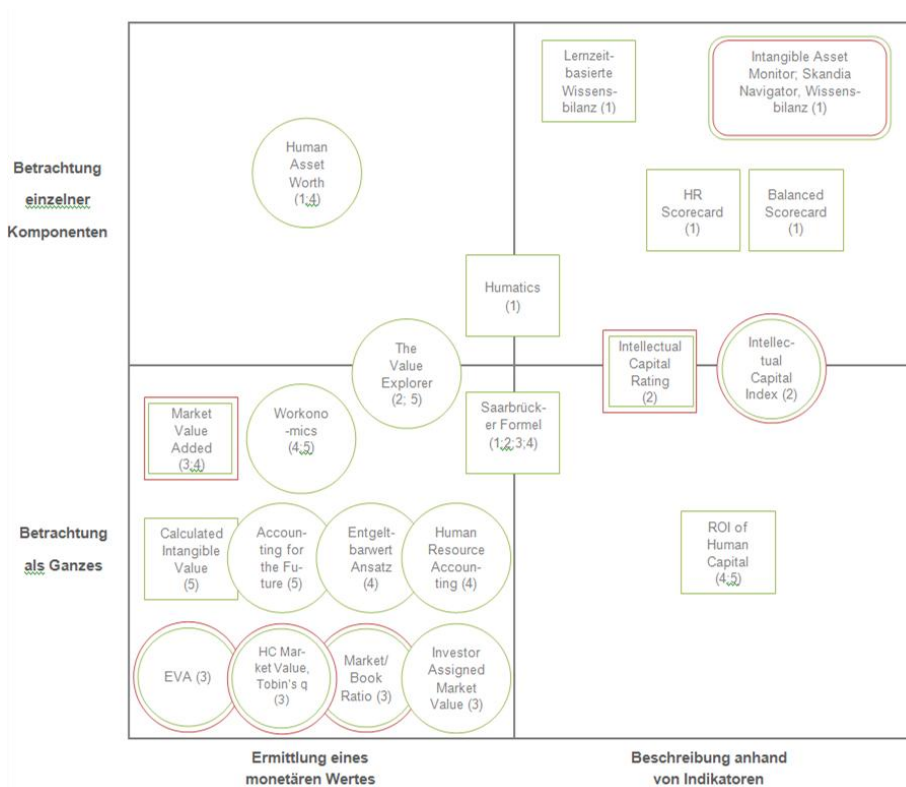 Lernzeit-
basierte
Wissens-
bilanz (1)
Intangible Asset
Monitor; Skandia
Navigator, Wissens-
bilanz (1)
Human
Asset
Worth
(1;4)
Betrachtung
einzelner
Komponenten
HR
Scorecard
(1)
Balanced
Scorecard
(1)
Humatics
(1)
The
Value
Explorer
(2; 5)
Intellectual
Capital
Rating
(2)
Intellec-
tual
Capital
Index (2)
Market
Value
Added
(3;4)
Workono
-mics
(4;5)
Saarbrück-
er Formel
(1;2;3;4)
Betrachtung
als Ganzes
Calculated
Intangible
Value
(5)
Accoun-
ting for
the Fu-
ture (5)
Entgelt-
barwert
Ansatz
(4)
Human
Resource
Accoun-
ting (4)
ROI of
Human
Capital
(4;5)
EVA (3)
HC Mar-
ket Value,
Tobin's q
(3)
Market/
Book
Ratio (3)
Investor
Assigned
Market
Value (3)
Ermittlung eines
monetären Wertes
Beschreibung anhand
von Indikatoren